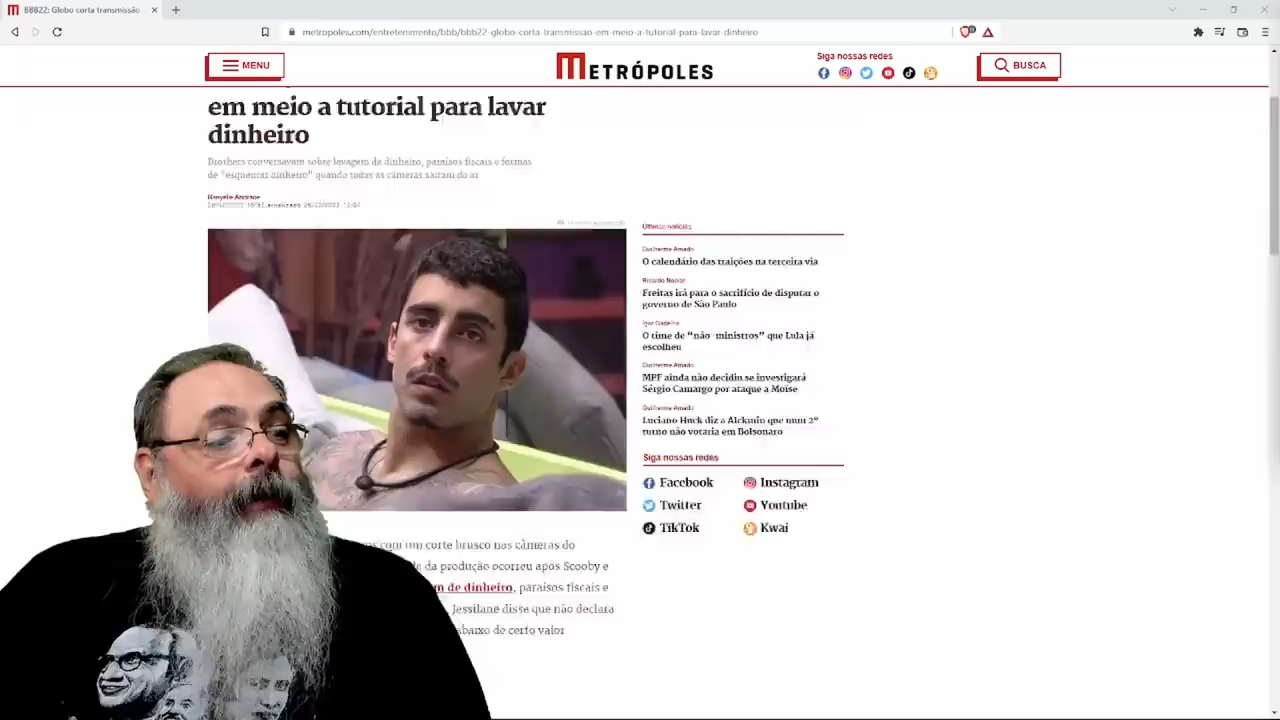 BBB22: Globo corta transmissão
metropoles.com/entretenimento/bbb/bbb22-globo-corta-transmissao-em-meio-a-tutorial-para-lavar-dinheiro
MENU
METRÓPOLES
Siga nossas redes
BUSCA
em meio a tutorial para lavar
dinheiro
Brothers conversavam sobre lavagem de dinheiro, paraísos fiscais e formas
de "esquentar dinheiro" quando todas as câmeras saíram do ar
Últimas notícias
Guilherme Amado
O calendário das traições na terceira via
Ricardo Noblat
Freitas irá para o sacrifício de disputar o
governo de São Paulo
Igor Gadelha
O time de "não-ministros" que Lula já
escolheu
Guilherme Amado
MPF ainda não decidiu se investigará
Sérgio Camargo por ataque a Moïse
Guilherme Amado
Luciano Huck diz a Alckmin que num 2º
turno não votaria em Bolsonaro
Siga nossas redes
Facebook
Instagram
Twitter
Youtube
TikTok
Kwai
com um corte brusco nas câmeras do
da produção ocorreu após Scooby e
m de dinheiro, paraísos fiscais e
Jessilane disse que não declara
abaixo de certo valor